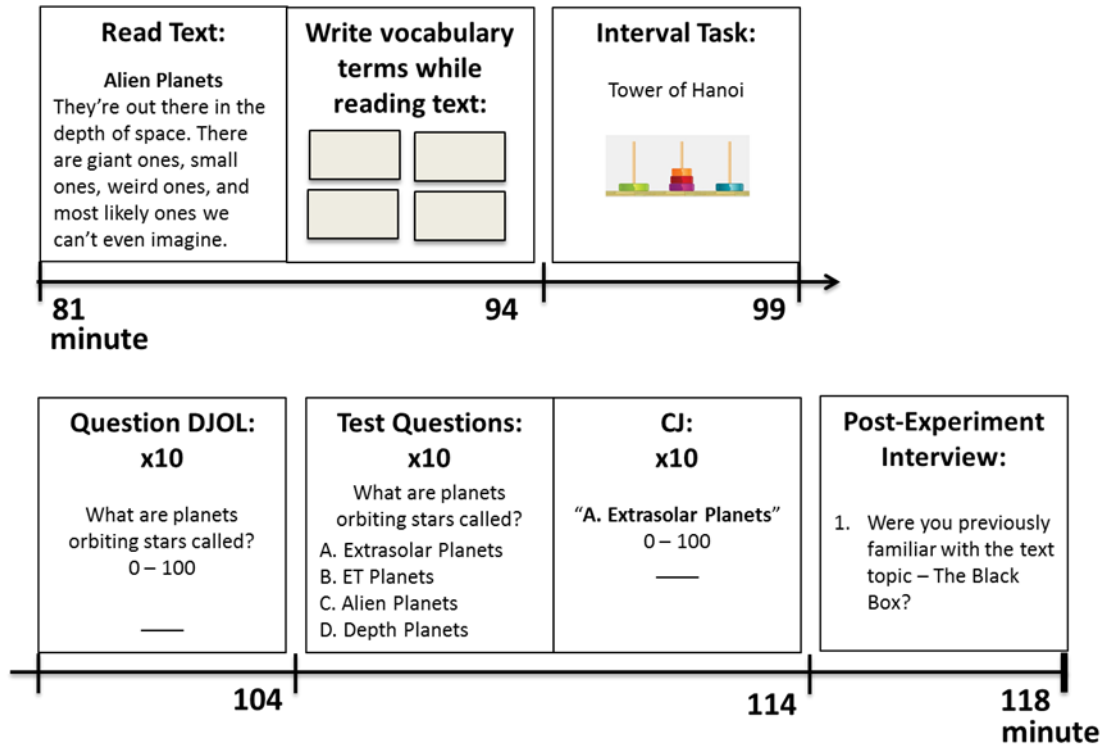 Read Text:
Alien Planets
They're out there in the
depth of space. There
are giant ones, small
ones, weird ones, and
most likely ones we
can't even imagine.
Write vocabulary
terms while
reading text:
Interval Task:
Tower of Hanoi
81
minute
94
99
Question DJOL:
x10
What are planets
orbiting stars called?
0 – 100
Test Questions:
x10
What are planets
orbiting stars called?
A. Extrasolar Planets
B. ET Planets
C. Alien Planets
D. Depth Planets
CJ:
x10
“A. Extrasolar Planets”
0 – 100
Post-Experiment
Interview:
1. Were you previously
familiar with the text
topic – The Black
Box?
104
114
118
minute